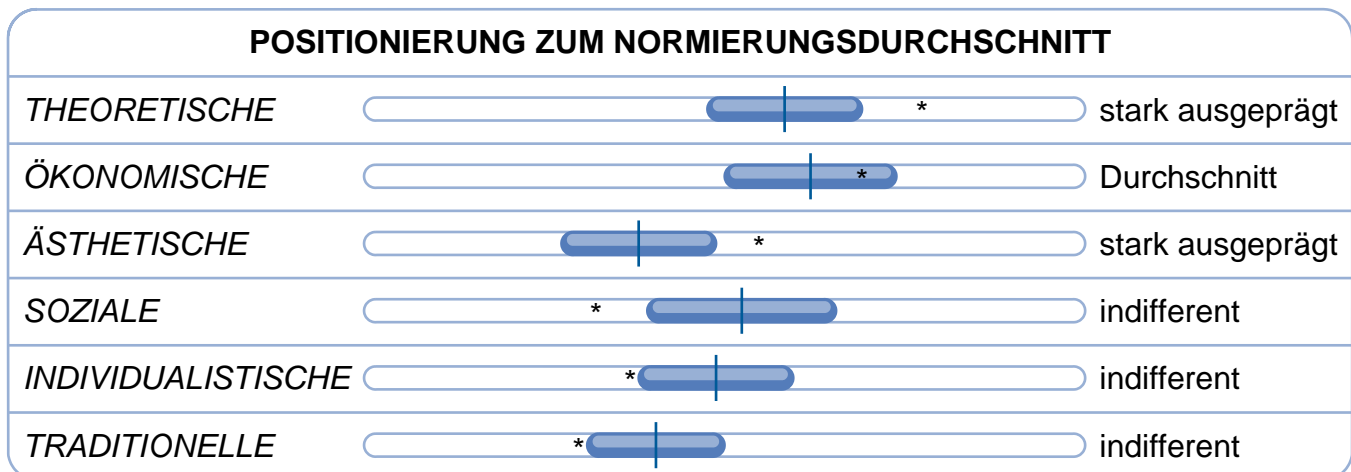 POSITIONIERUNG ZUM NORMIERUNGSDURCHSCHNITT
THEORETISCHE * stark ausgeprägt
ÖKONOMISCHE * Durchschnitt
ÄSTHETISCHE * stark ausgeprägt
SOZIALE * indifferent
INDIVIDUALISTISCHE * indifferent
TRADITIONELLE * indifferent